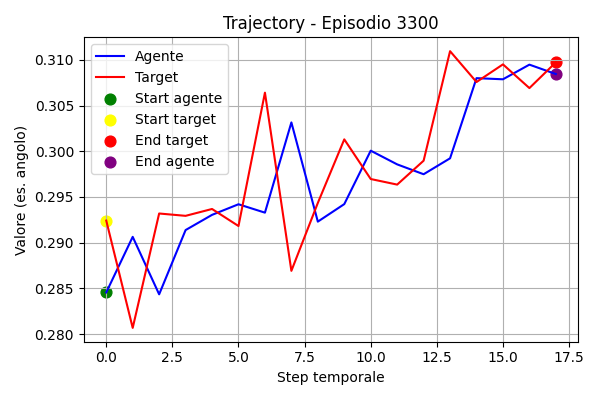 Trajectory - Episodio 3300
Valore (es. angolo)
0.310
0.305
0.300
0.295
0.290
0.285
0.280
Agente
Target
Start agente
Start target
End target
End agente
0.0 2.5 5.0 7.5 10.0 12.5 15.0 17.5
Step temporale